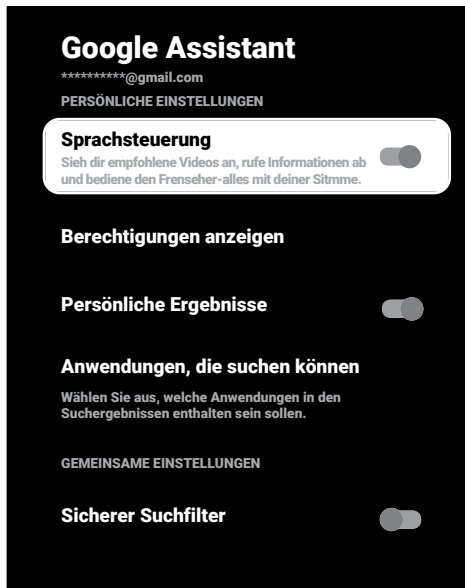 Google Assistant
**********@gmail.com
PERSÖNLICHE EINSTELLUNGEN
Sprachsteuerung
Sieh dir empfohlene Videos an, rufe Informationen ab
und bediene den Frenseher-alles mit deiner Sitmme.
Berechtigungen anzeigen
Persönliche Ergebnisse
Anwendungen, die suchen können
Wählen Sie aus, welche Anwendungen in den
Suchergebnissen enthalten sein sollen.
GEMEINSAME EINSTELLUNGEN
Sicherer Suchfilter